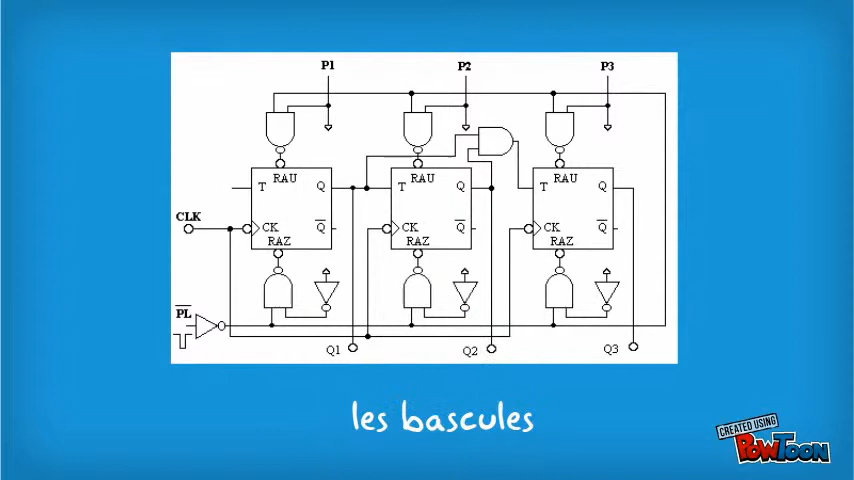 P1 P2 P3
RAU RAU RAU
T Q T Q T Q
CLK
CK Q CK Q CK Q
RAZ RAZ RAZ
PL
Q1 Q2 Q3
les bascules
CREATED USING
POWTOON